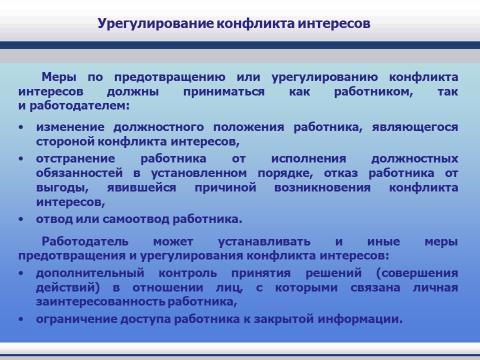 Урегулирование конфликта интересов
Меры по предотвращению или урегулированию конфликта
интересов должны приниматься как работником, так
и работодателем:
• изменение должностного положения работника, являющегося
стороной конфликта интересов,
• отстранение работника от исполнения должностных
обязанностей в установленном порядке, отказ работника от
выгоды, явившейся причиной возникновения конфликта
интересов,
• отвод или самоотвод работника.
Работодатель может устанавливать и иные меры
предотвращения и урегулирования конфликта интересов:
• дополнительный контроль принятия решений (совершения
действий) в отношении лиц, с которыми связана личная
заинтересованность работника,
• ограничение доступа работника к закрытой информации.